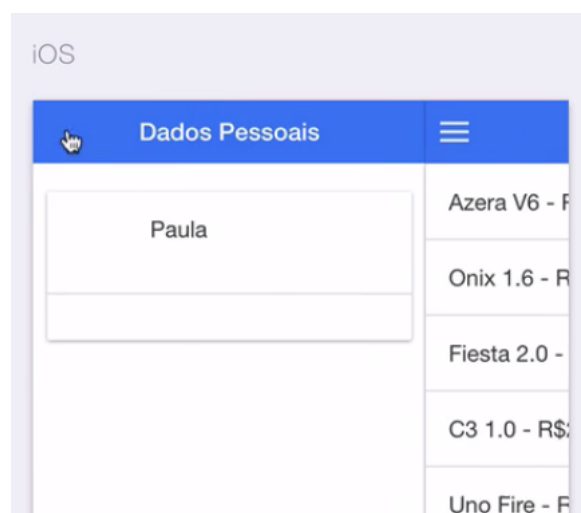 iOS
Dados Pessoais
Paula
Azera V6 -
Onix 1.6 - R
Fiesta 2.0 -
C3 1.0 - R$
Uno Fire -